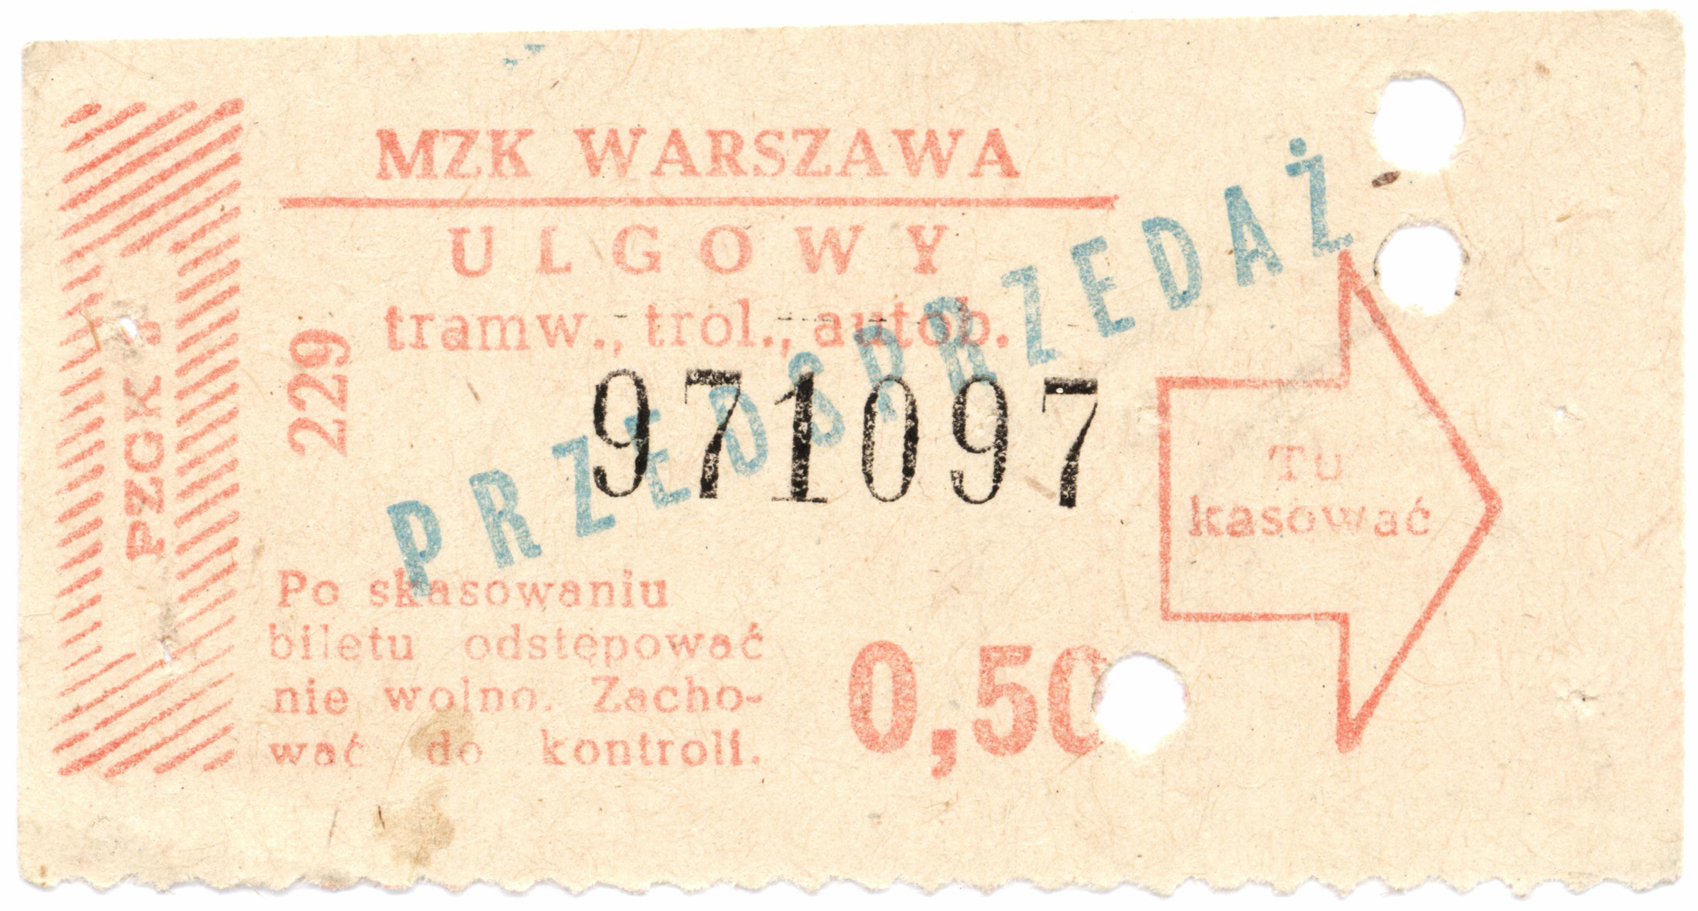 MZK WARSZAWA
ULGOWY
tramw., trol., autob.
229
971097
PRZEDSPRZEDAŻ
PZGK
Tu
kasować
Po skasowaniu
biletu odstępować
nie wolno. Zacho-
wać do kontroli.
0,50